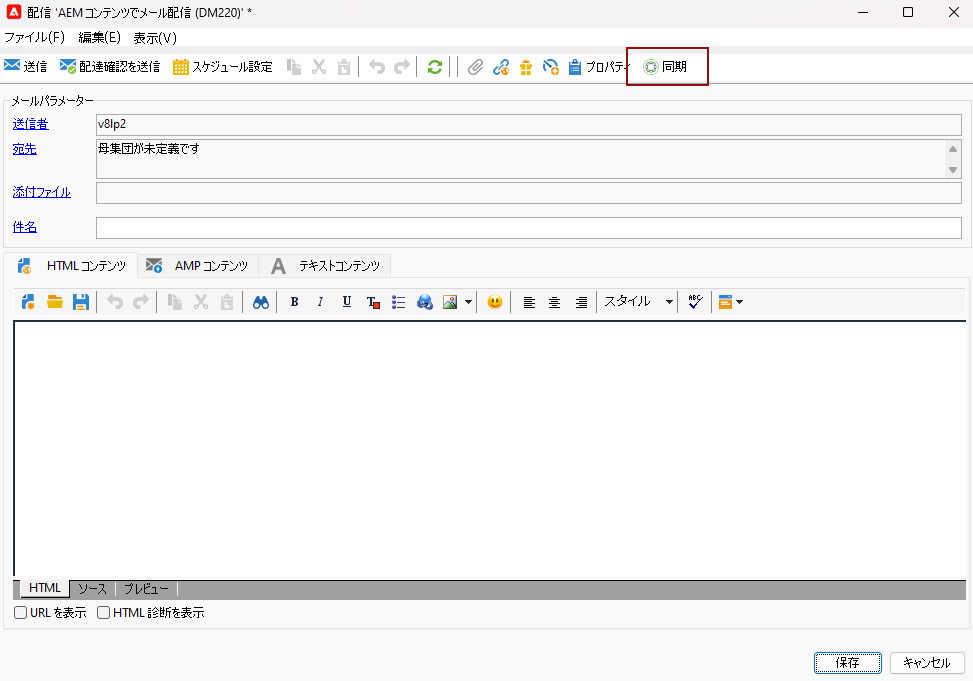 配信 'AEM コンテンツでメール配信 (DM220)' *
ファイル(F) 編集(E) 表示(V)
送信 配達確認を送信 スケジュール設定 プロパティ 同期
メールパラメーター
送信者 v8lp2
宛先 母集団が未定義です
添付ファイル
件名
HTML コンテンツ AMP コンテンツ A テキストコンテンツ
B I U T スタイル ABC
HTML ソース プレビュー
URL を表示 HTML 診断を表示
保存 キャンセル